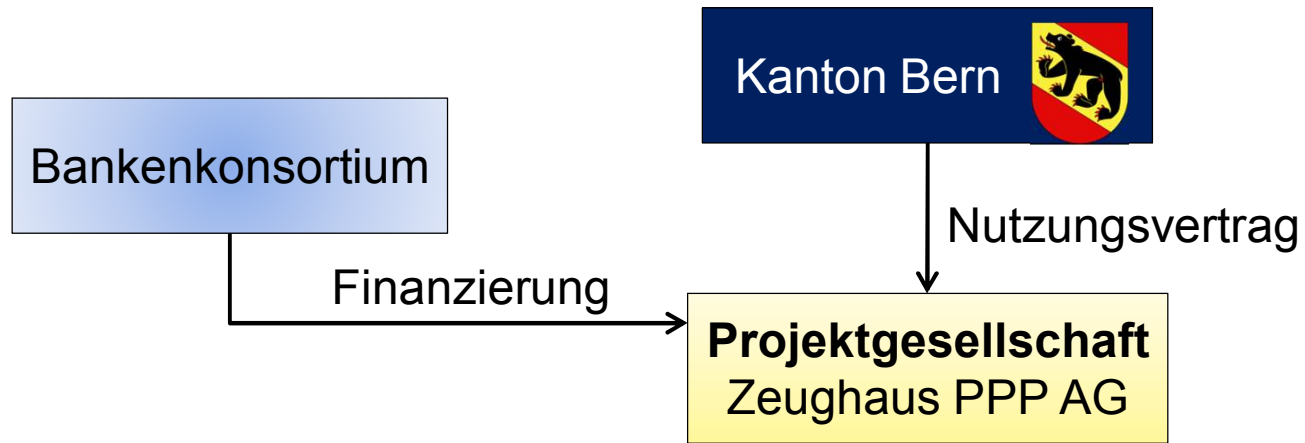 Kanton Bern
Bankenkonsortium
Nutzungsvertrag
Finanzierung
Projektgesellschaft
Zeughaus PPP AG